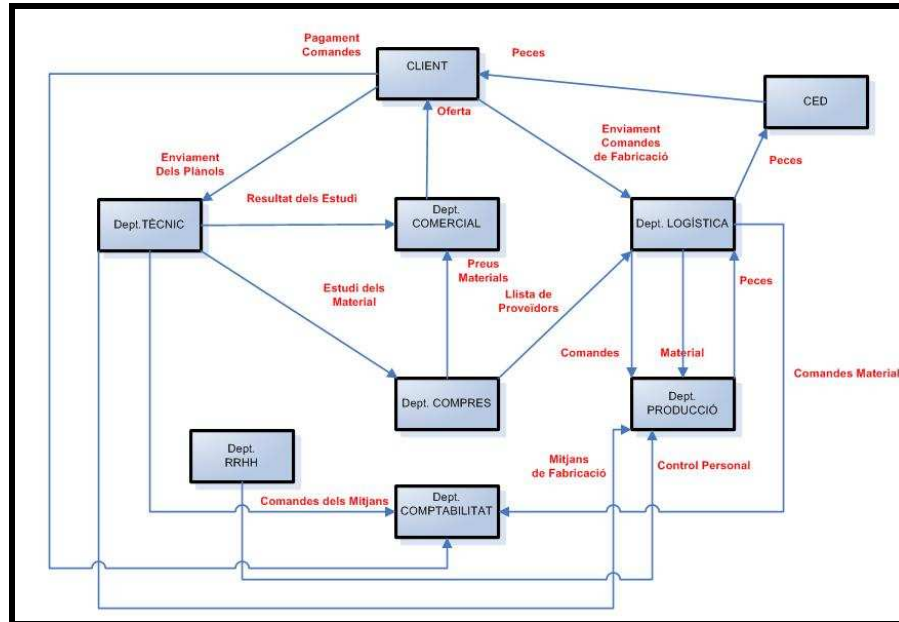 Pagament
Comandes
CLIENT
Peces
CED
Oferta
Enviament
Comandes
de Fabricació
Enviament
Dels Plànols
Peces
Resultat dels Estudi
Dept.TÈCNIC
Dept.
COMERCIAL
Dept. LOGÍSTICA
Preus
Materials
Peces
Estudi dels
Material
Llista de
Proveïdors
Comandes
Material
Comandes Material
Dept. COMPRES
Dept.
PRODUCCIÓ
Dept.
RRHH
Mitjans
de Fabricació
Control Personal
Comandes dels Mitjans
Dept.
COMPTABILITAT